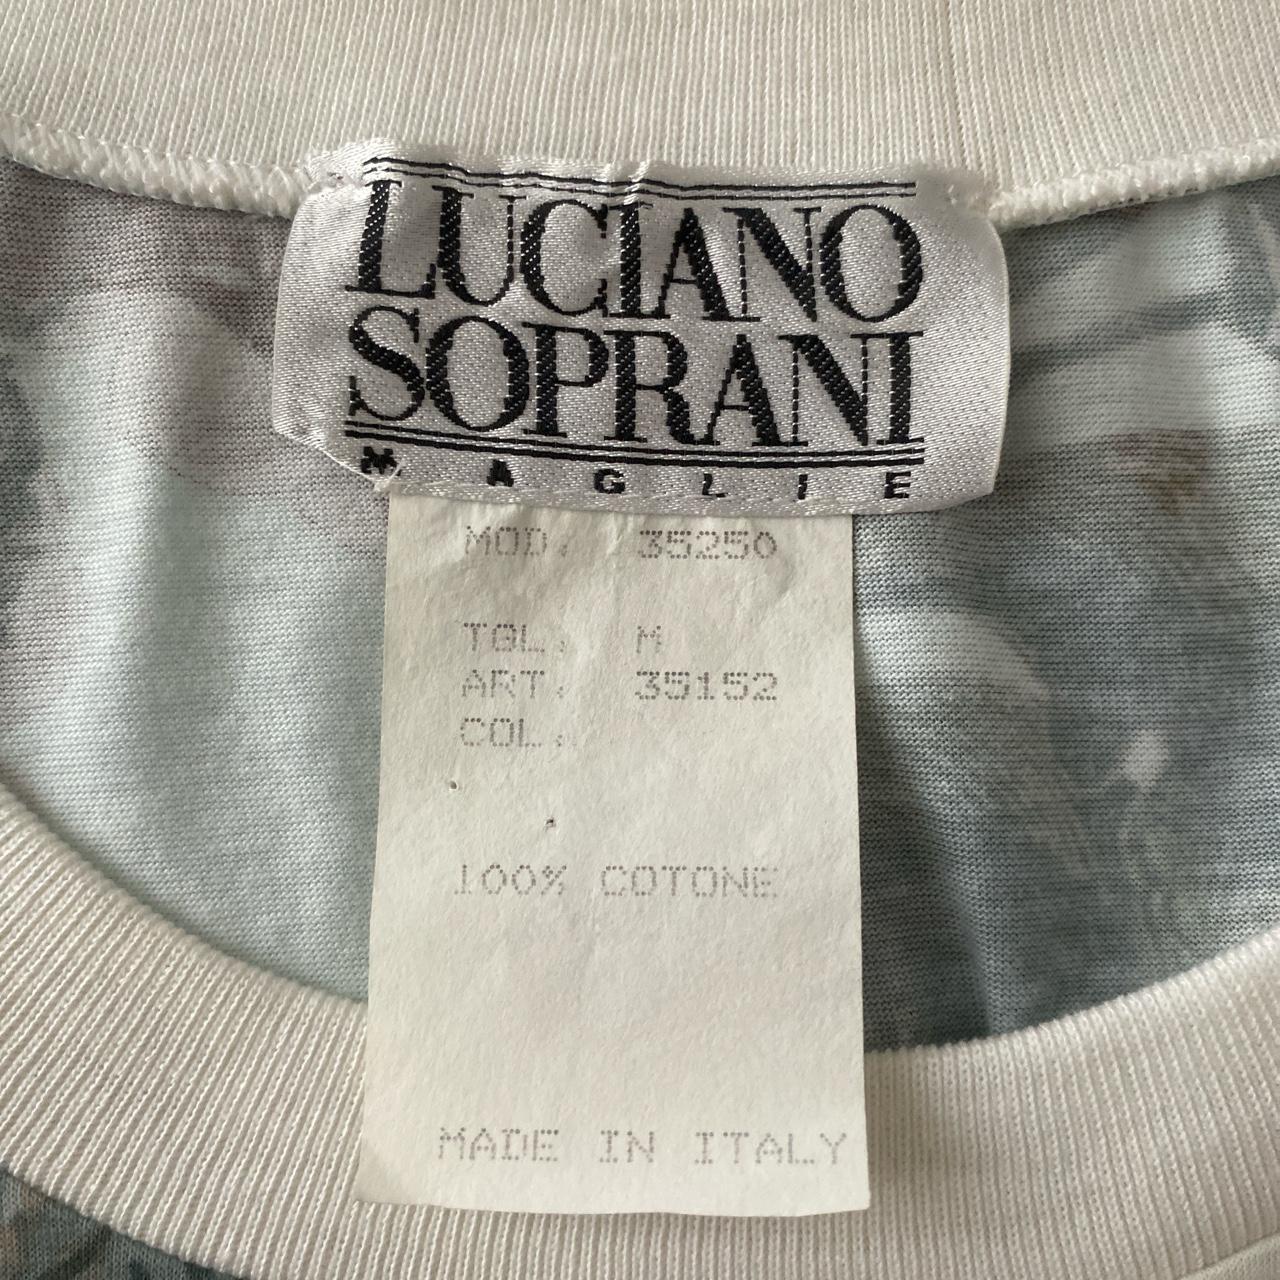 LUCIANO
SOPRANI
MAGLIE
MOD. 35250
TGL. M
ART. 35152
COL.
100% COTONE
MADE IN ITALY